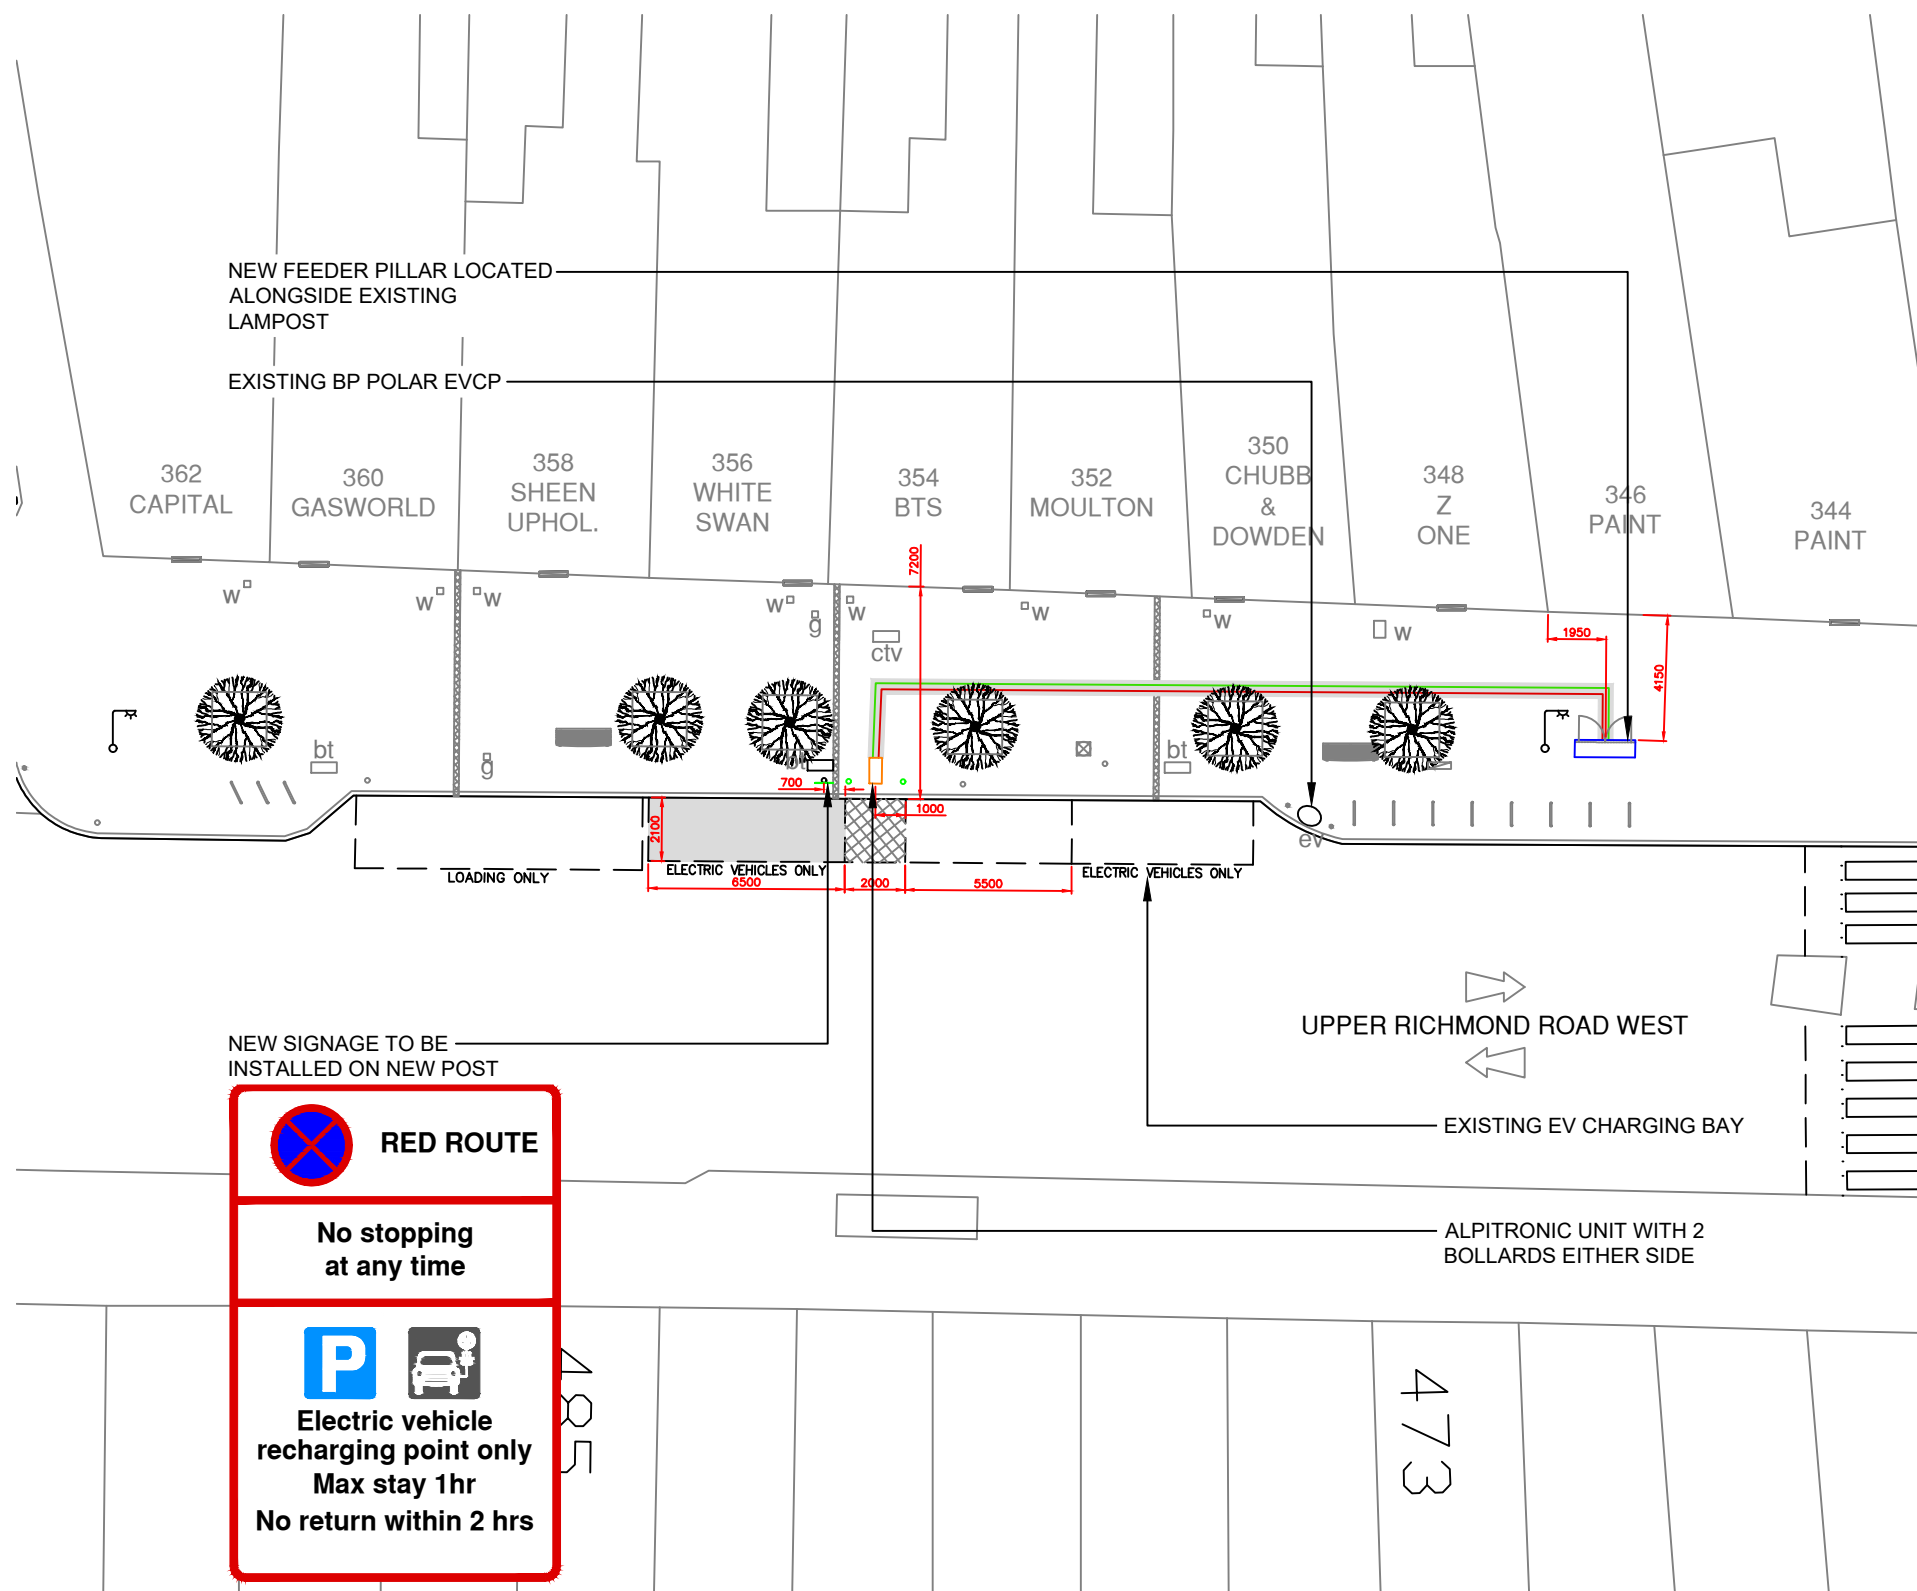 NEW FEEDER PILLAR LOCATED
ALONGSIDE EXISTING
LAMPOST
EXISTING BP POLAR EVCP
362
CAPITAL
360
GASWORLD
358
SHEEN
UPHOL.
356
WHITE
SWAN
354
BTS
352
MOULTON
350
CHUBB
&
DOWDEN
348
Z
ONE
346
PAINT
344
PAINT
7200
w
w
w
w
g
w
ctv
w
w
w
1950
4150
bt
g
bt
bt
700
1000
2100
ev
LOADING ONLY
ELECTRIC VEHICLES ONLY
ELECTRIC VEHICLES ONLY
6500
2000
5500
UPPER RICHMOND ROAD WEST
NEW SIGNAGE TO BE
INSTALLED ON NEW POST
EXISTING EV CHARGING BAY
ALPITRONIC UNIT WITH 2
BOLLARDS EITHER SIDE
RED ROUTE
No stopping
at any time
P
Electric vehicle
recharging point only
Max stay 1hr
No return within 2 hrs
485
473